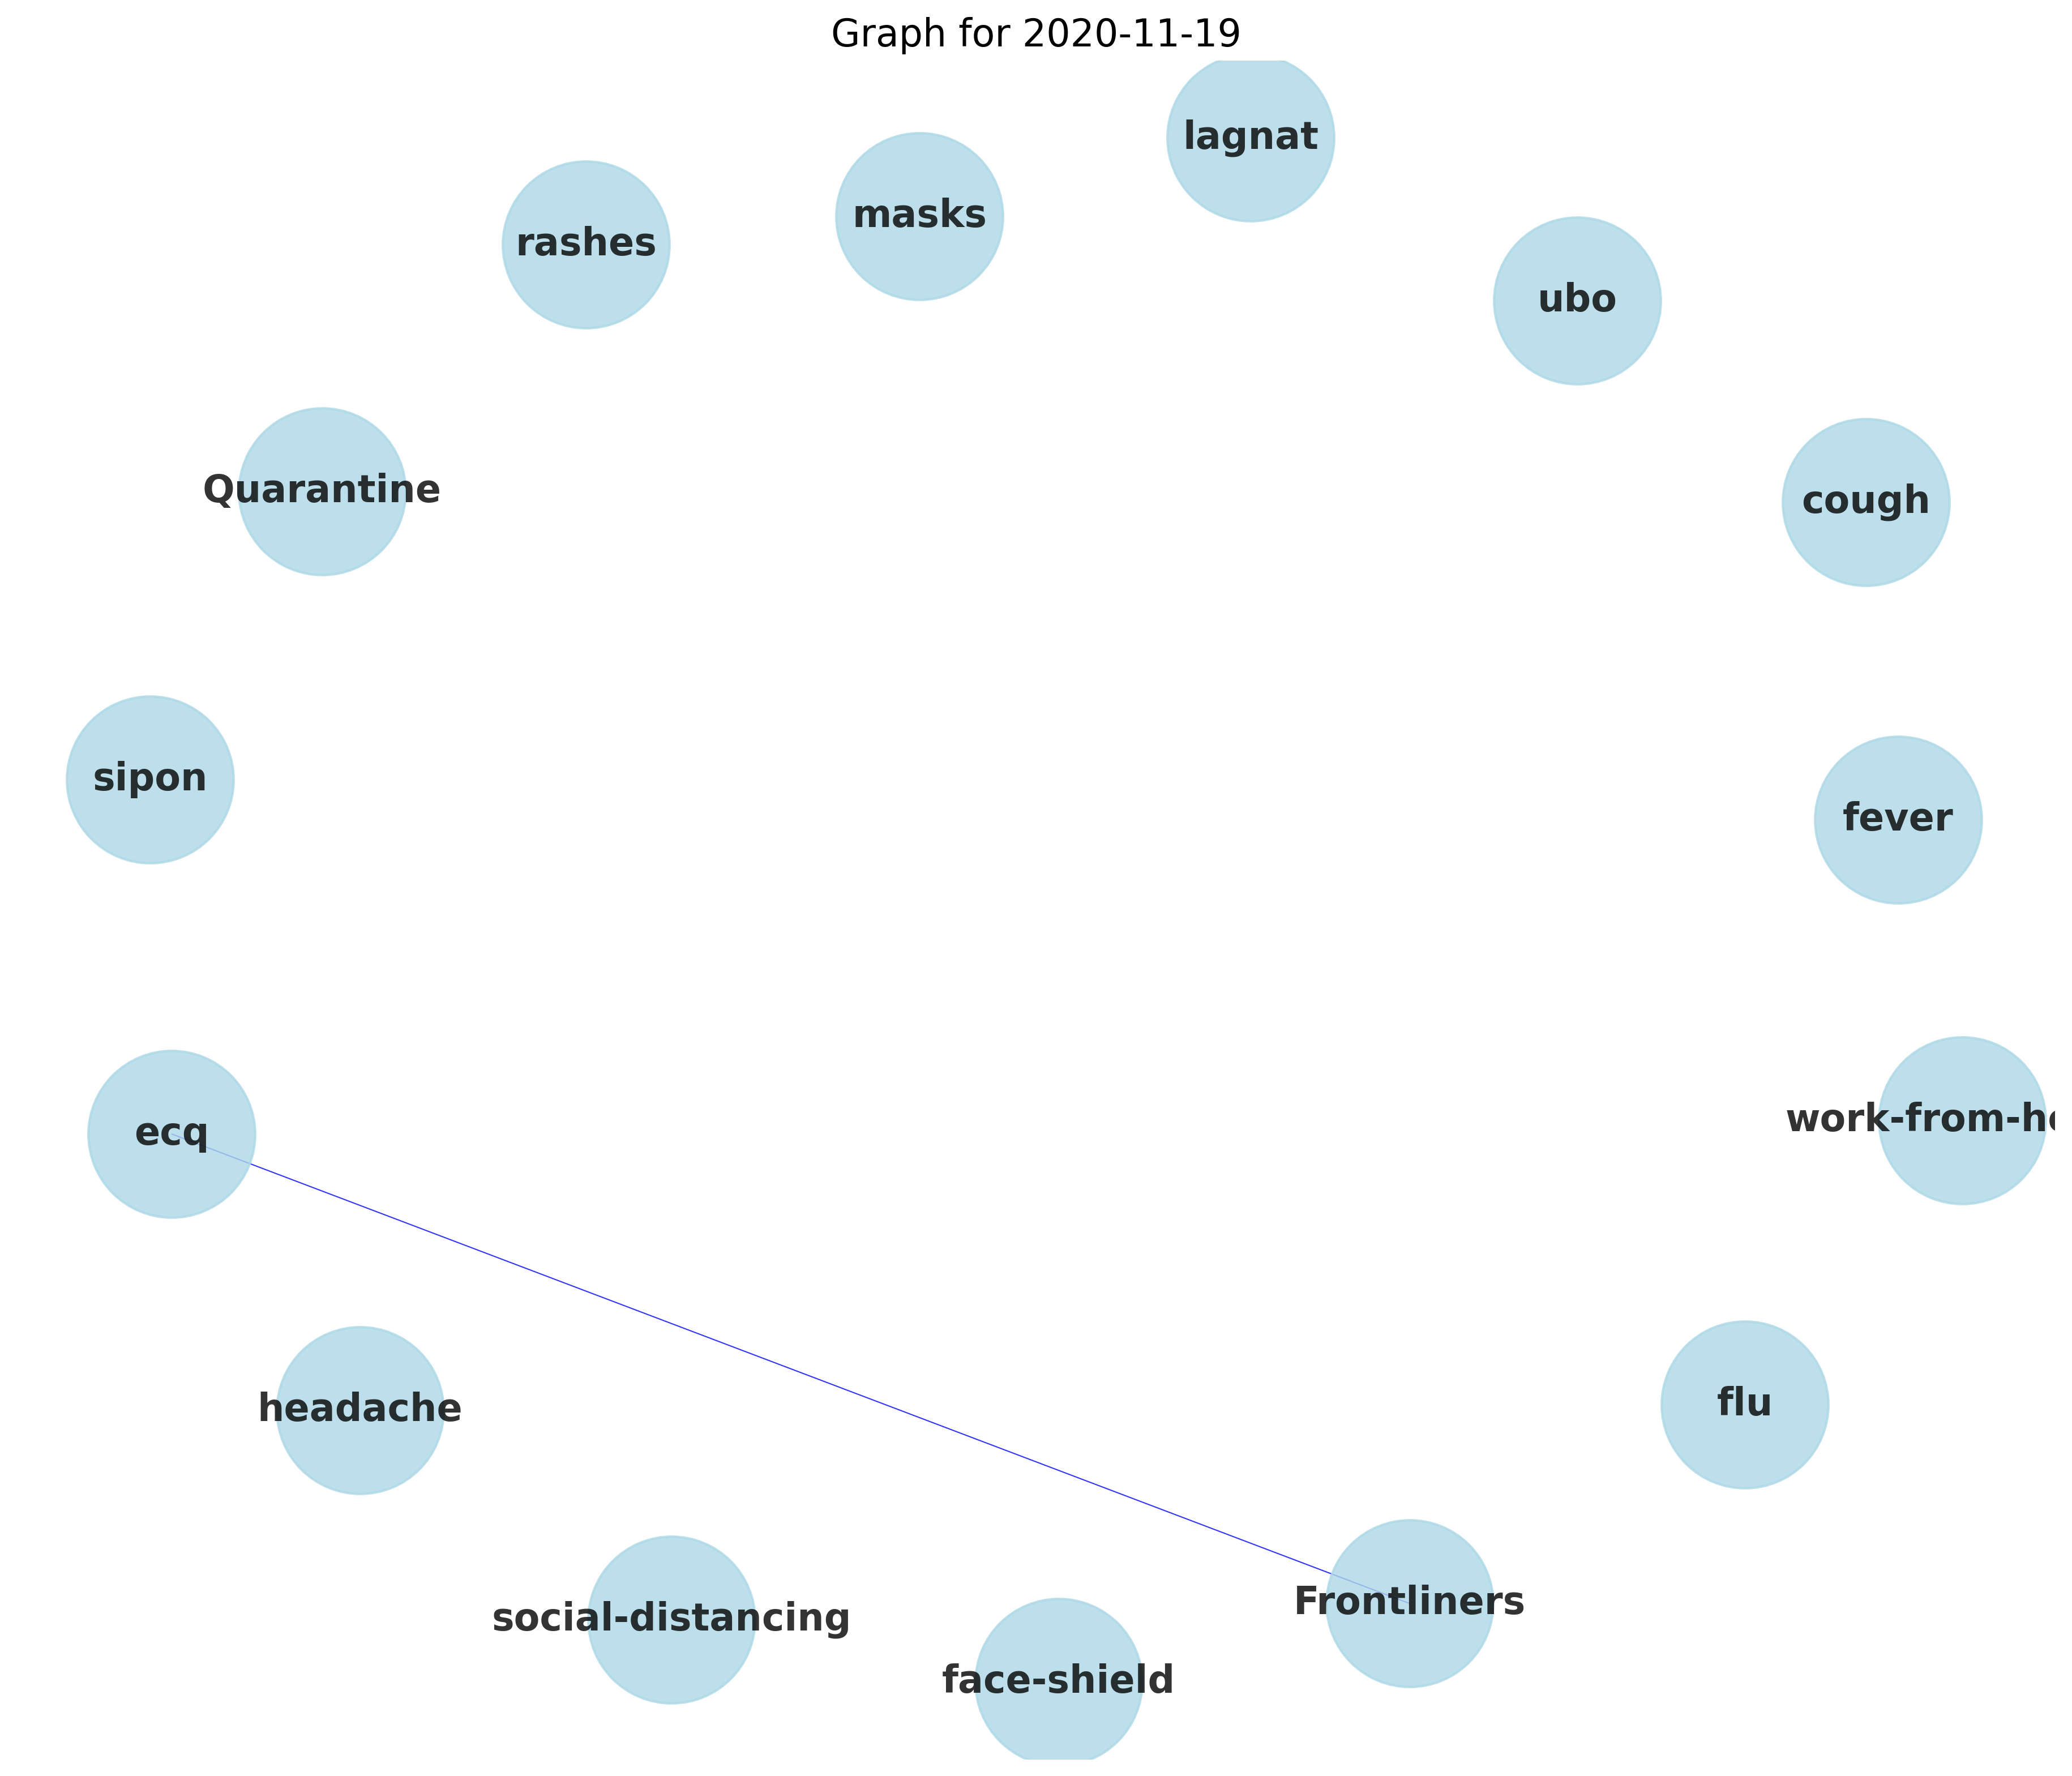 Graph for 2020-11-19
lagnat
masks
rashes
ubo
Quarantine
cough
sipon
fever
work-from-ho
ecq
headache
flu
Frontliners
social-distancing
face-shield